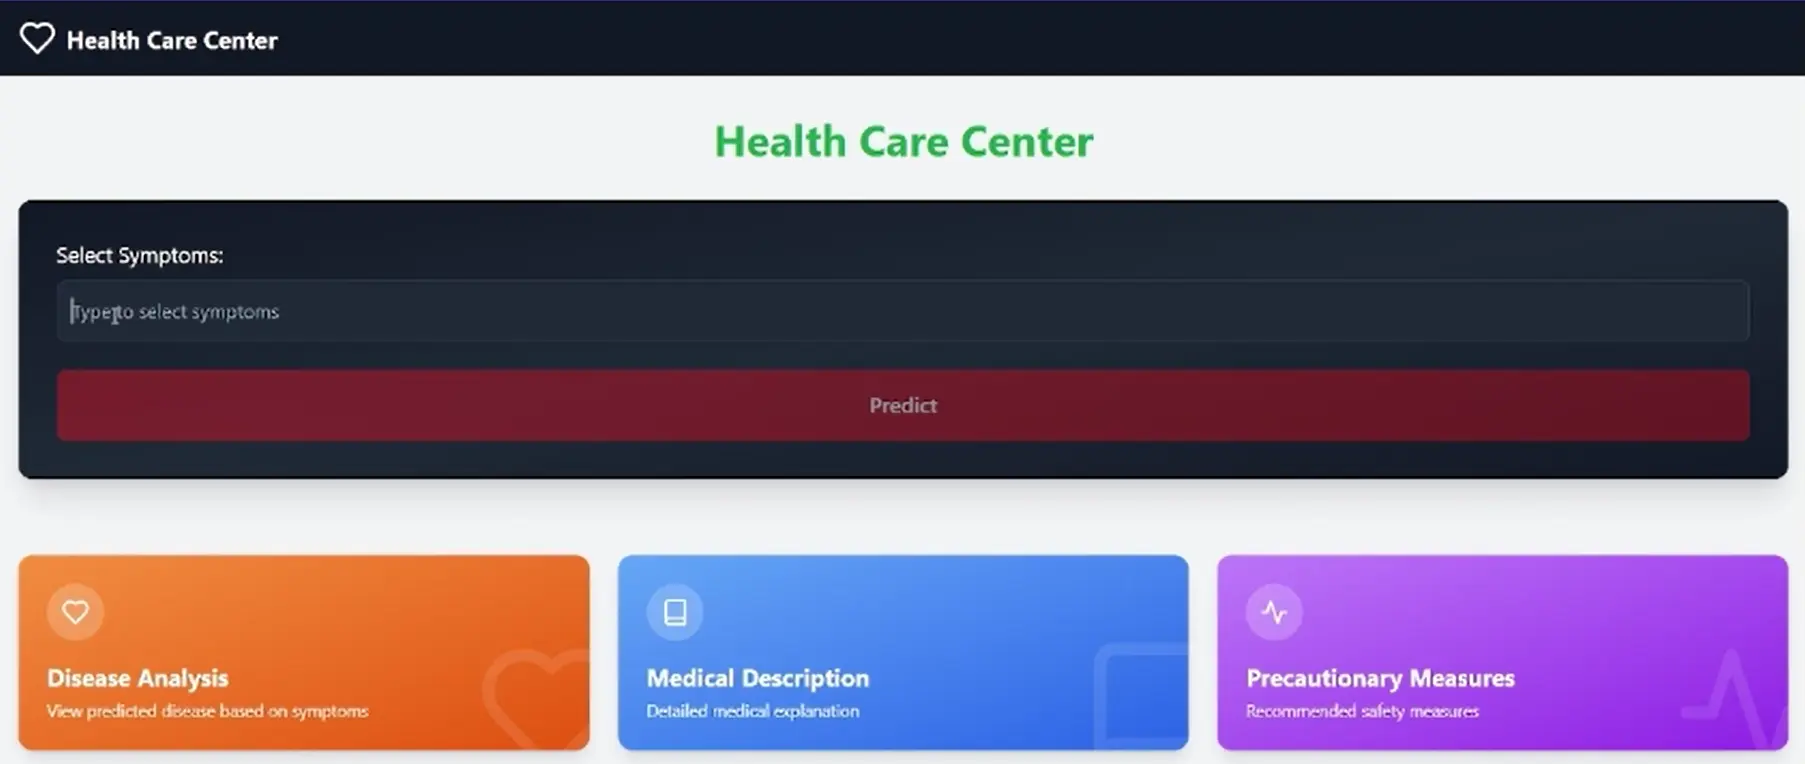 Health Care Center
Health Care Center
Select Symptoms:
Type to select symptoms
Predict
Disease Analysis
View predicted disease based on symptoms
Medical Description
Detailed medical explanation
Precautionary Measures
Recommended safety measures